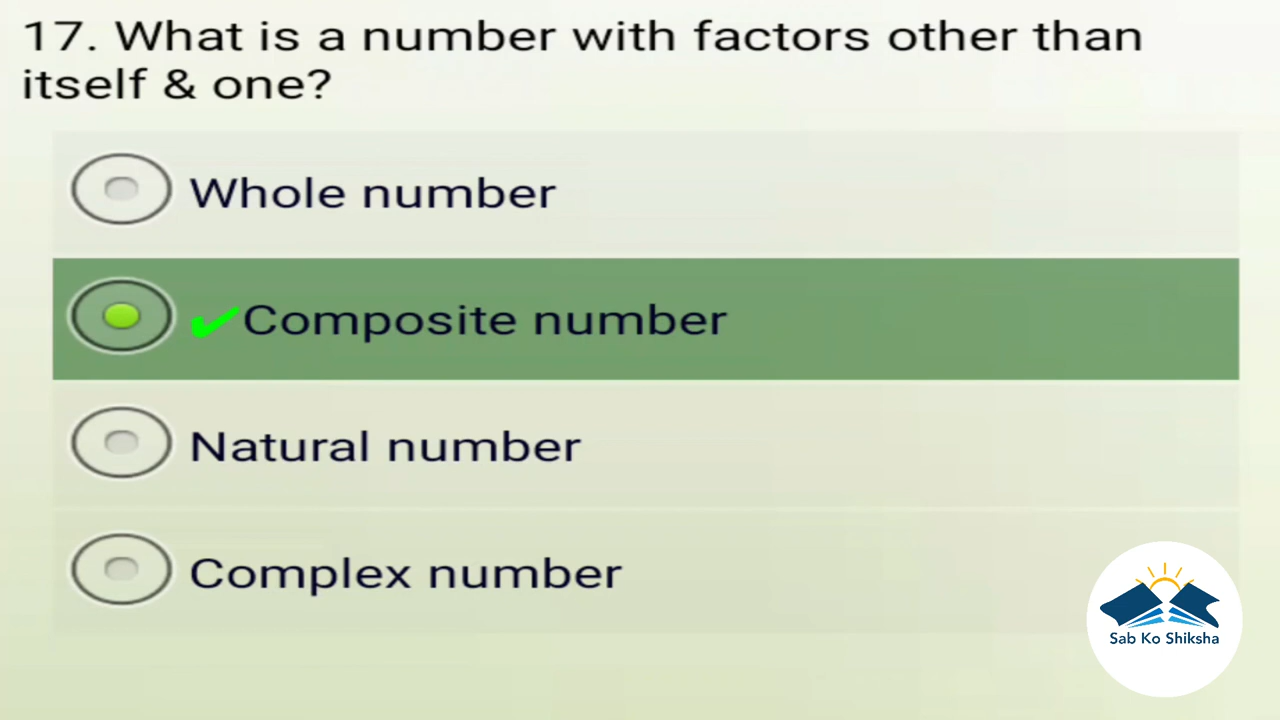 17. What is a number with factors other than
itself & one?
Whole number
✔Composite number
Natural number
Complex number
Sab Ko Shiksha